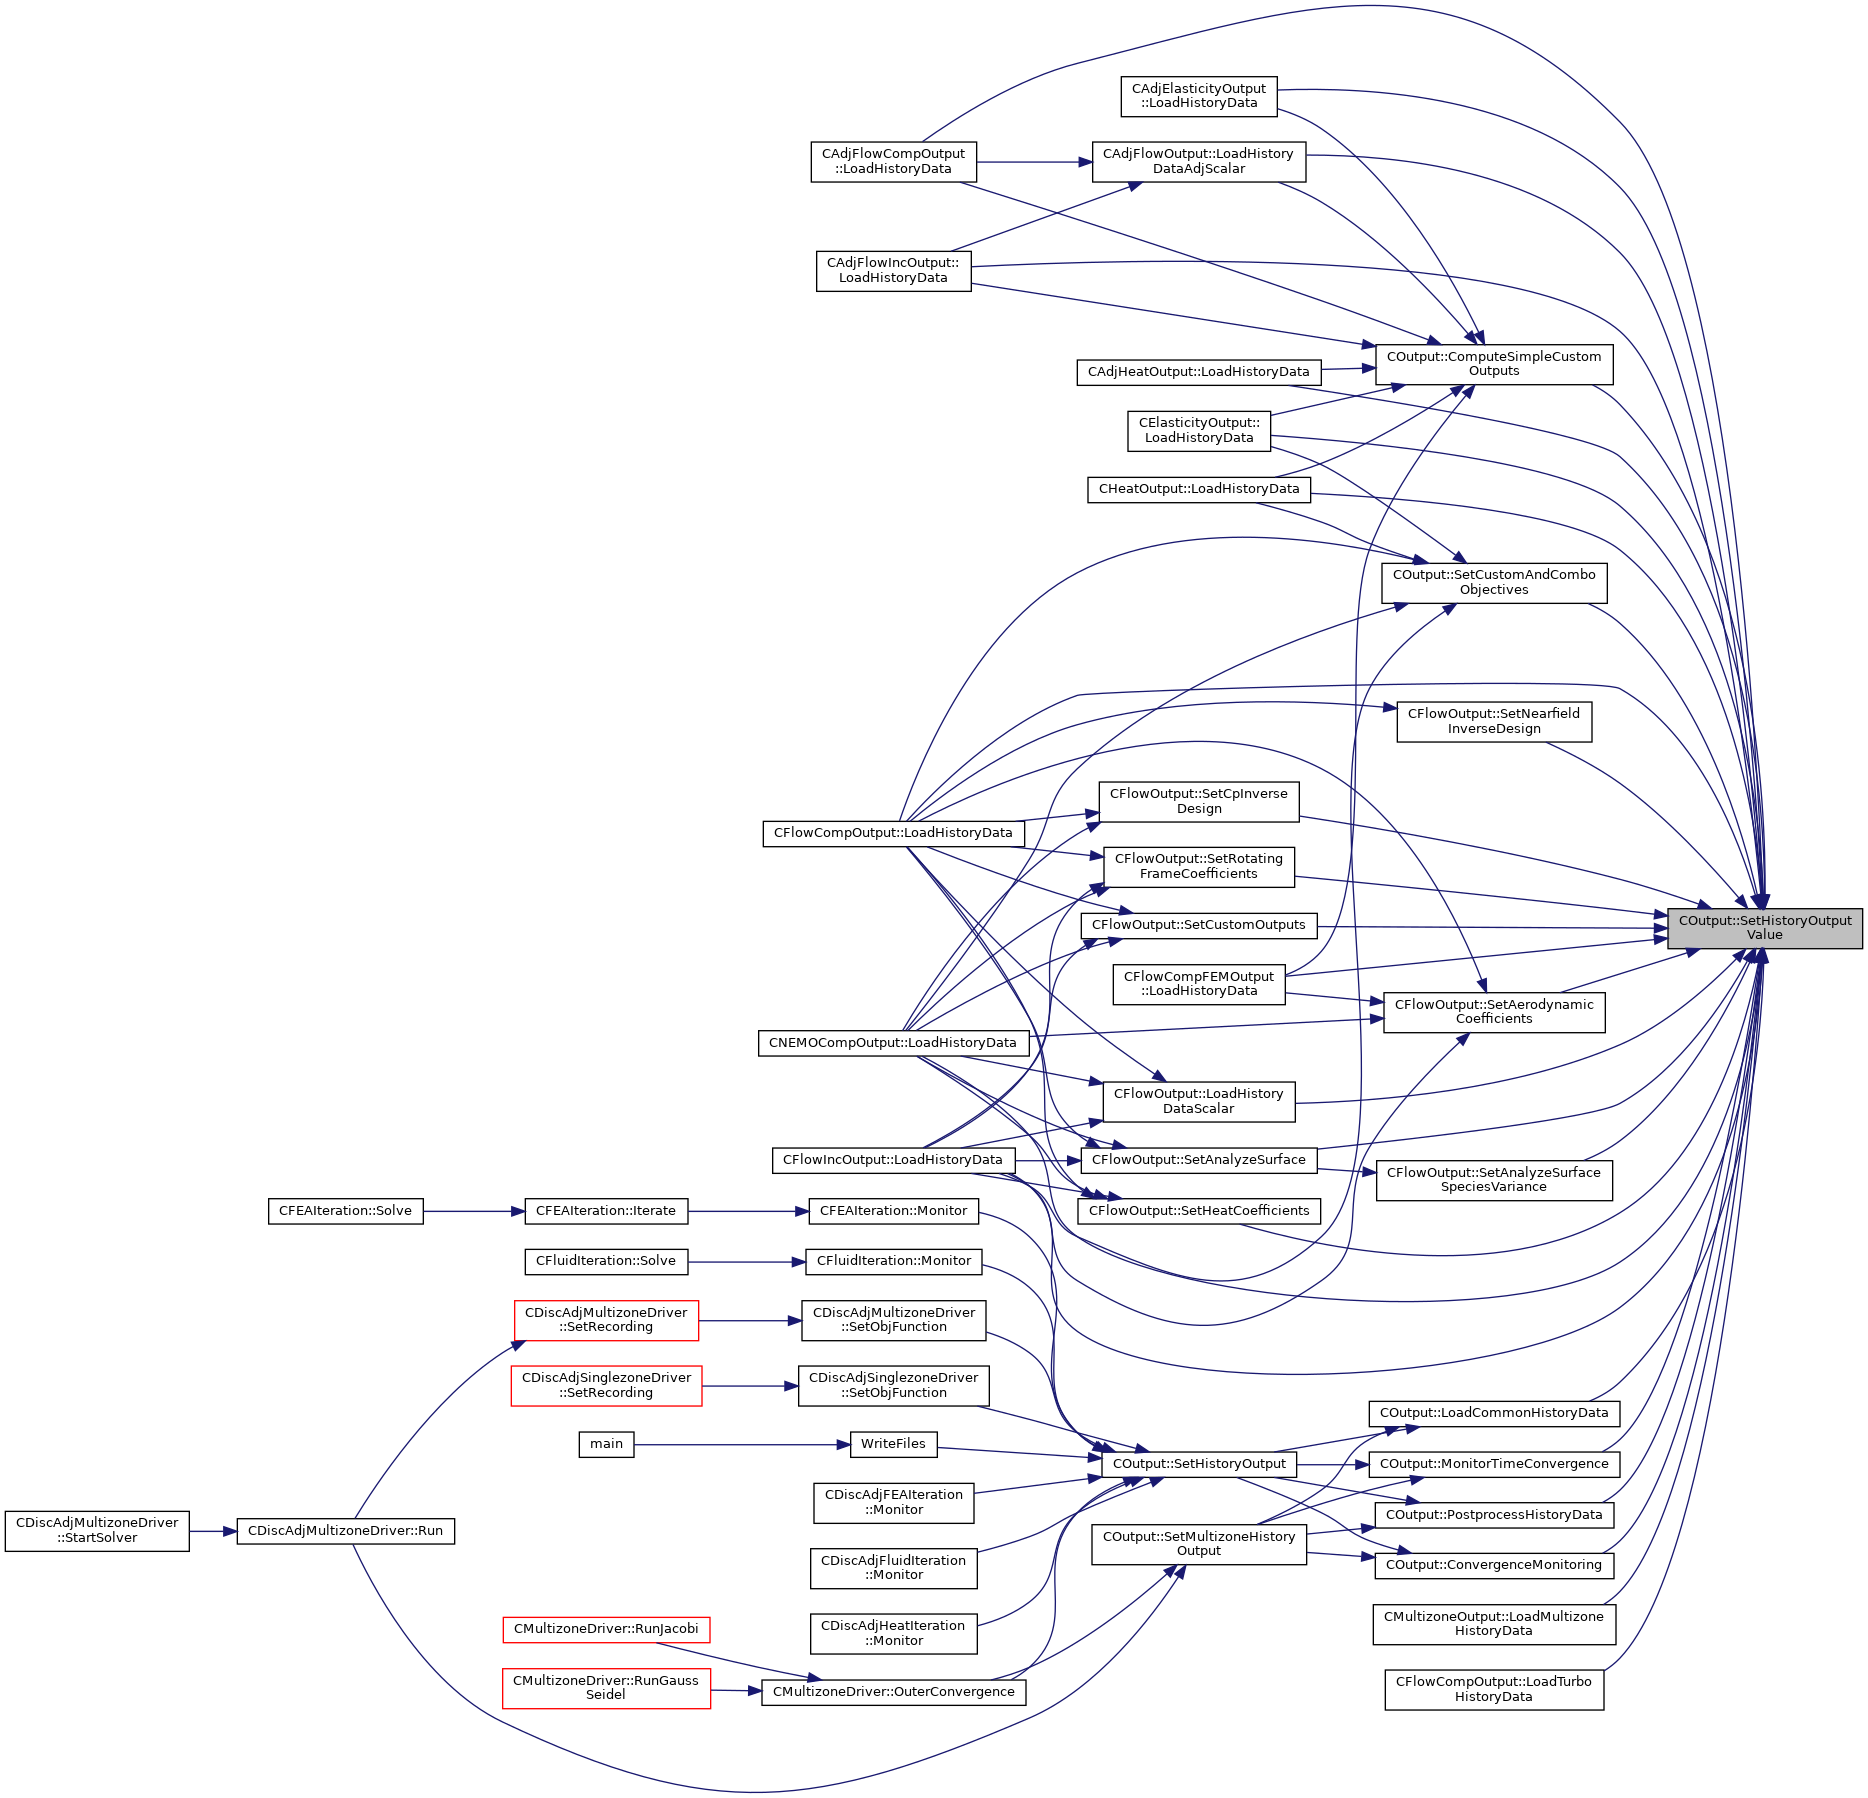 CAdjElasticityOutput
::LoadHistoryData
CAdjFlowCompOutput
::LoadHistoryData
CAdjFlowOutput::LoadHistory
DataAdjScalar
CAdjFlowIncOutput::
LoadHistoryData
COutput::ComputeSimpleCustom
Outputs
CAdjHeatOutput::LoadHistoryData
CElasticityOutput::
LoadHistoryData
CHeatOutput::LoadHistoryData
COutput::SetCustomAndCombo
Objectives
CFlowOutput::SetNearfield
InverseDesign
CFlowOutput::SetCpInverse
Design
CFlowCompOutput::LoadHistoryData
CFlowOutput::SetRotating
FrameCoefficients
CFlowOutput::SetCustomOutputs
COutput::SetHistoryOutput
Value
CFlowCompFEMOutput
::LoadHistoryData
CFlowOutput::SetAerodynamic
Coefficients
CNEMOCompOutput::LoadHistoryData
CFlowOutput::LoadHistory
DataScalar
CFlowIncOutput::LoadHistoryData
CFlowOutput::SetAnalyzeSurface
CFlowOutput::SetAnalyzeSurface
SpeciesVariance
CFEAIteration::Solve
CFEAIteration::Iterate
CFEAIteration::Monitor
CFlowOutput::SetHeatCoefficients
CFluidIteration::Solve
CFluidIteration::Monitor
CDiscAdjMultizoneDriver
::SetRecording
CDiscAdjMultizoneDriver
::SetObjFunction
CDiscAdjSinglezoneDriver
::SetRecording
CDiscAdjSinglezoneDriver
::SetObjFunction
COutput::LoadCommonHistoryData
main
WriteFiles
COutput::SetHistoryOutput
COutput::MonitorTimeConvergence
CDiscAdjFEAIteration
::Monitor
COutput::PostprocessHistoryData
CDiscAdjMultizoneDriver
::StartSolver
CDiscAdjMultizoneDriver::Run
COutput::SetMultizoneHistory
Output
CDiscAdjFluidIteration
::Monitor
COutput::ConvergenceMonitoring
CDiscAdjHeatIteration
::Monitor
CMultizoneOutput::LoadMultizone
HistoryData
CMultizoneDriver::RunJacobi
CMultizoneDriver::RunGauss
Seidel
CMultizoneDriver::OuterConvergence
CFlowCompOutput::LoadTurbo
HistoryData